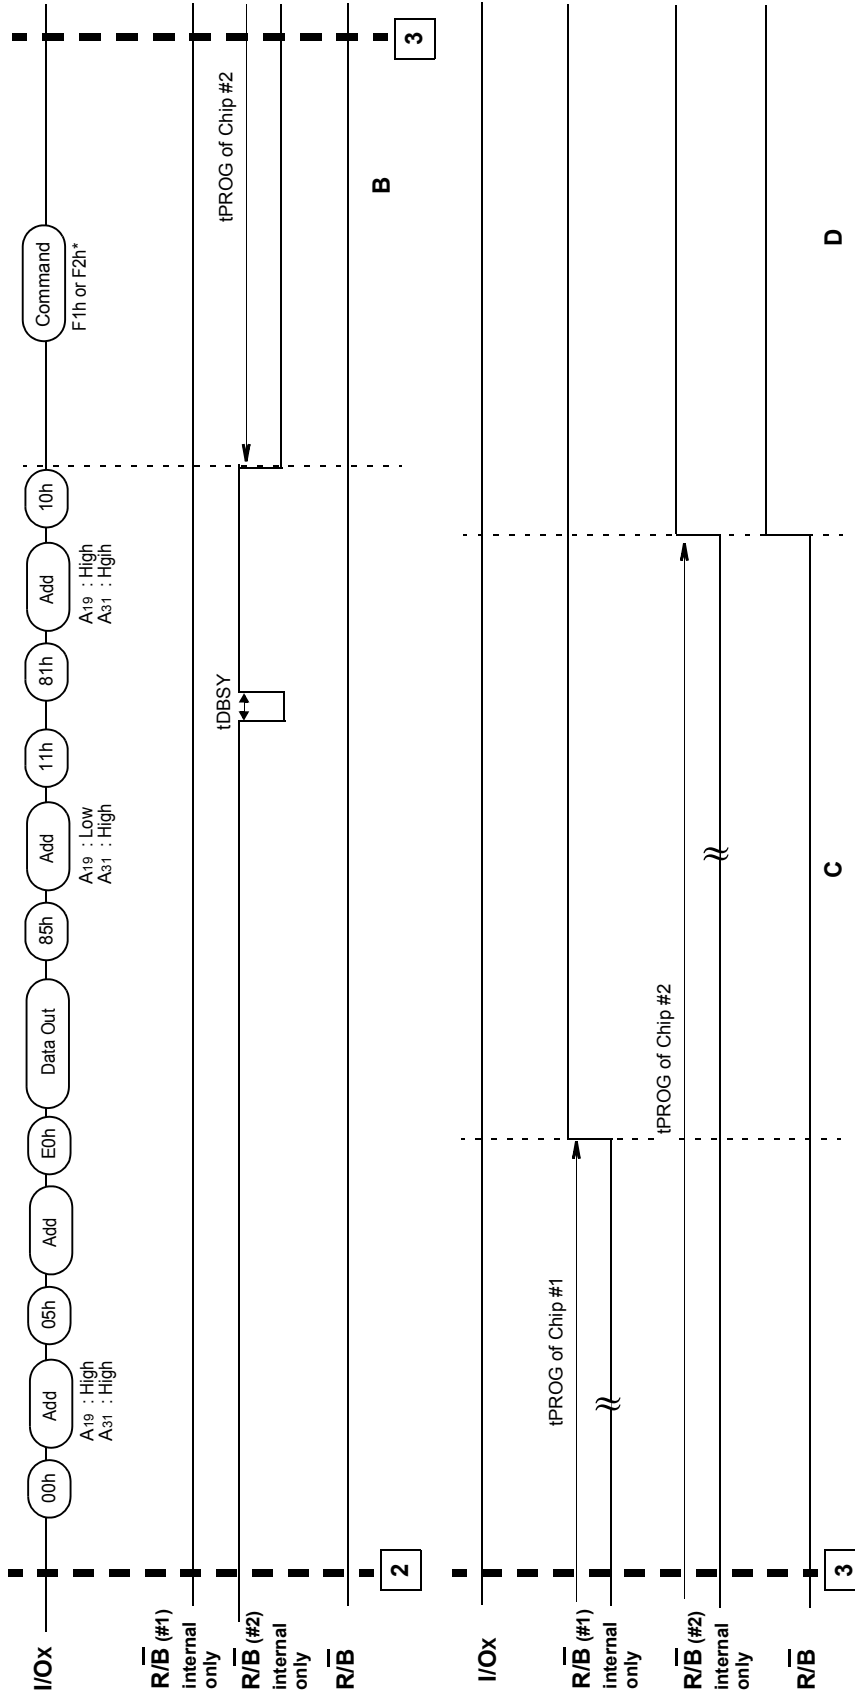 I/Ox
00h
Add
A19 : High
A31 : High
05h
Add
E0h
Data Out
85h
Add
A19 : Low
A31 : High
11h
81h
Add
A19 : High
A31 : Hgih
10h
Command
F1h or F2h*
R/B (#1)
internal
only
R/B (#2)
internal
only
tDBSY
tPROG of Chip #2
R/B
2
B
3
I/Ox
R/B (#1)
internal
only
tPROG of Chip #1
R/B (#2)
internal
only
tPROG of Chip #2
R/B
3
C
D